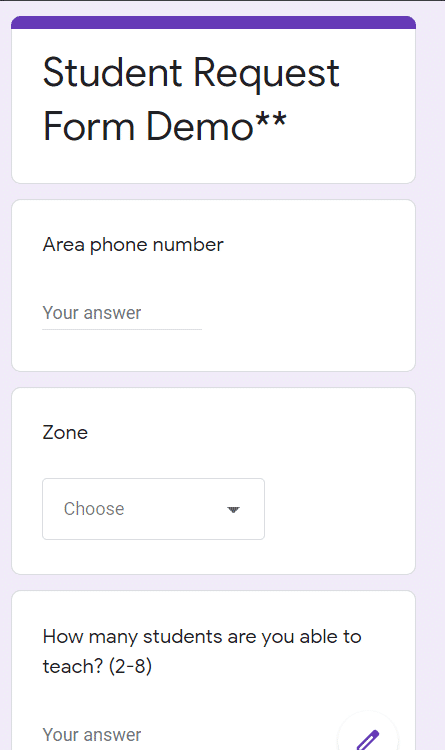 Student Request
Form Demo**
Area phone number
Your answer
Zone
Choose
How many students are you able to
teach? (2-8)
Your answer